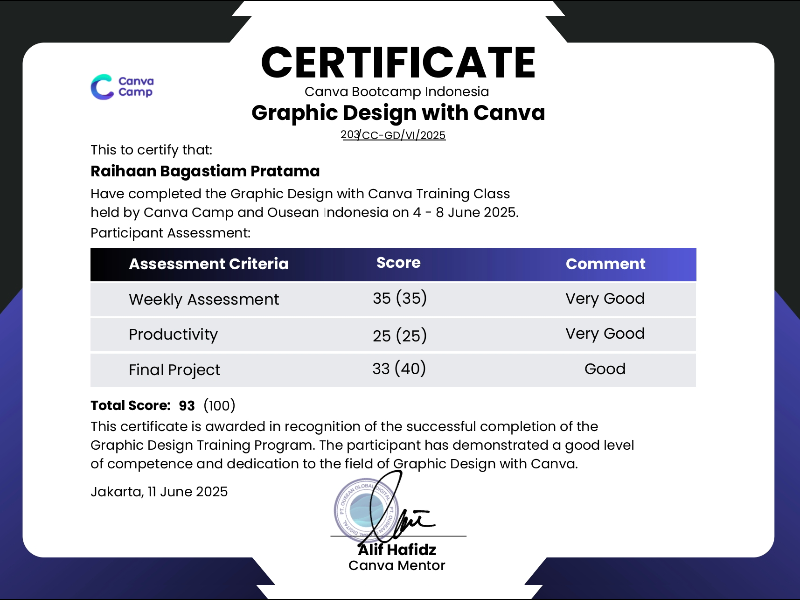 CERTIFICATE
Canva Camp
Canva Bootcamp Indonesia
Graphic Design with Canva
203/CC-GD/VI/2025
This to certify that:
Raihaan Bagastiam Pratama
Have completed the Graphic Design with Canva Training Class
held by Canva Camp and Ousean Indonesia on 4 - 8 June 2025.
Participant Assessment:
Assessment Criteria Score Comment
Weekly Assessment 35 (35) Very Good
Productivity 25 (25) Very Good
Final Project 33 (40) Good
Total Score: 93 (100)
This certificate is awarded in recognition of the successful completion of the
Graphic Design Training Program. The participant has demonstrated a good level
of competence and dedication to the field of Graphic Design with Canva.
Jakarta, 11 June 2025
Alif Hafidz
Canva Mentor